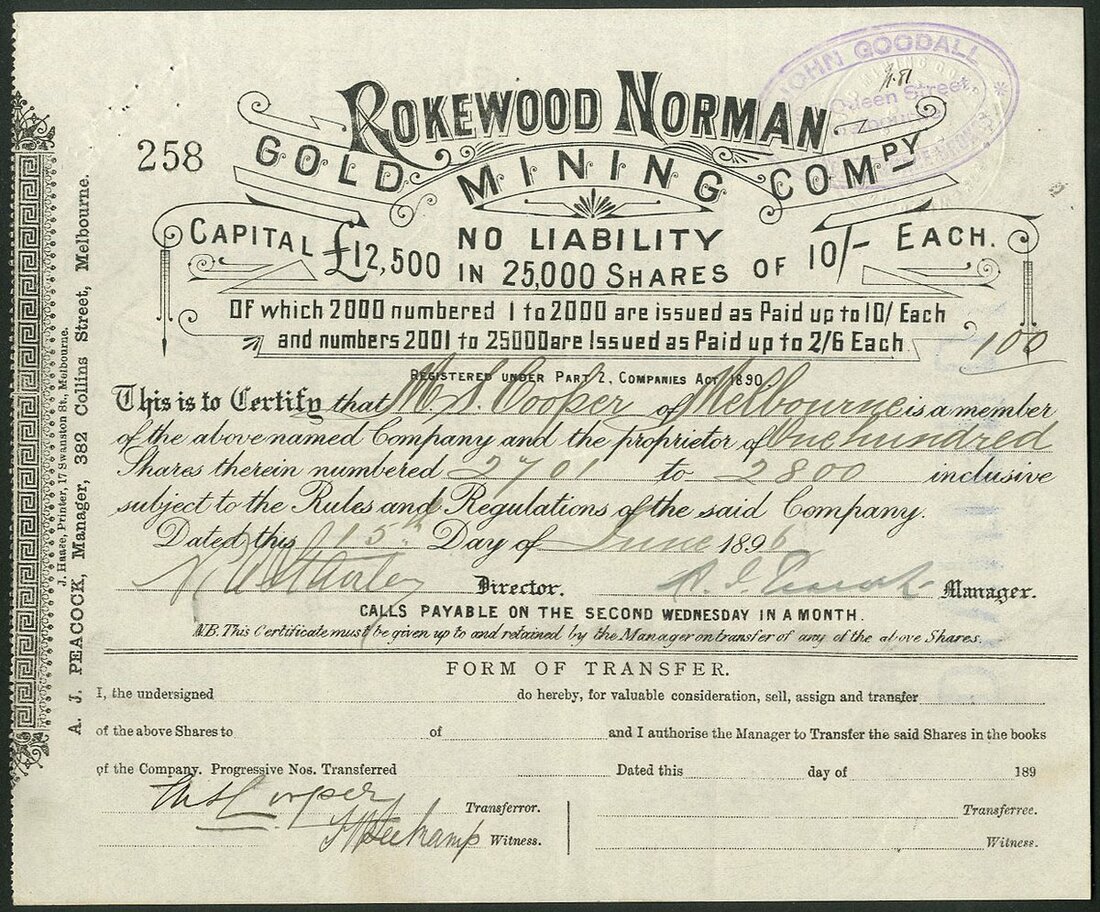 JOHN GOODALL
Queen Street
ROKEWOOD NORMAN
258
GOLD MINING COMPY
NO LIABILITY
CAPITAL £12,500 IN 25,000 SHARES OF 10/- EACH.
Of which 2000 numbered 1 to 2000 are issued as Paid up to 10/ Each
and numbers 2001 to 25000 are Issued as Paid up to 2/6 Each
100
REGISTERED UNDER PART 2, COMPANIES ACT 1890
This is to Certify that M. S. Cooper of Melbourne is a member
of the above named Company and the proprietor of One hundred
Shares therein numbered 2701 to 2800 inclusive
subject to the Rules and Regulations of the said Company.
Dated this 15th Day of June 1896
Director. Manager.
CALLS PAYABLE ON THE SECOND WEDNESDAY IN A MONTH.
N.B. This Certificate must be given up to and retained by the Manager on transfer of any of the above Shares.
FORM OF TRANSFER.
I, the undersigned do hereby, for valuable consideration, sell, assign and transfer
of the above Shares to of and I authorise the Manager to Transfer the said Shares in the books
of the Company. Progressive Nos. Transferred Dated this day of 189
Cooper Transferror. Transferree.
Witness. Witness.
A. J. PEACOCK, Manager, 382 Collins Street, Melbourne.
J. Haase, Printer, 17 Swanston St., Melbourne.